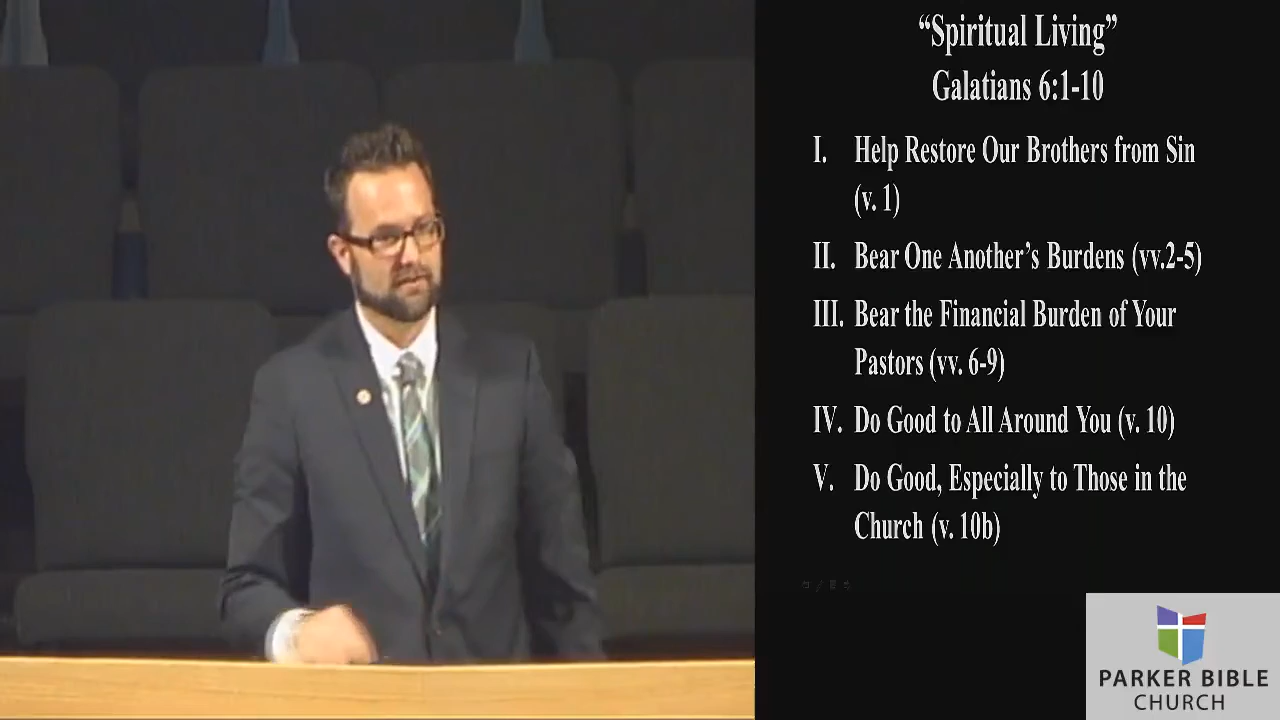 “Spiritual Living”
Galatians 6:1-10
I. Help Restore Our Brothers from Sin
(v. 1)
II. Bear One Another’s Burdens (vv.2-5)
III. Bear the Financial Burden of Your
Pastors (vv. 6-9)
IV. Do Good to All Around You (v. 10)
V. Do Good, Especially to Those in the
Church (v. 10b)
PARKER BIBLE
CHURCH